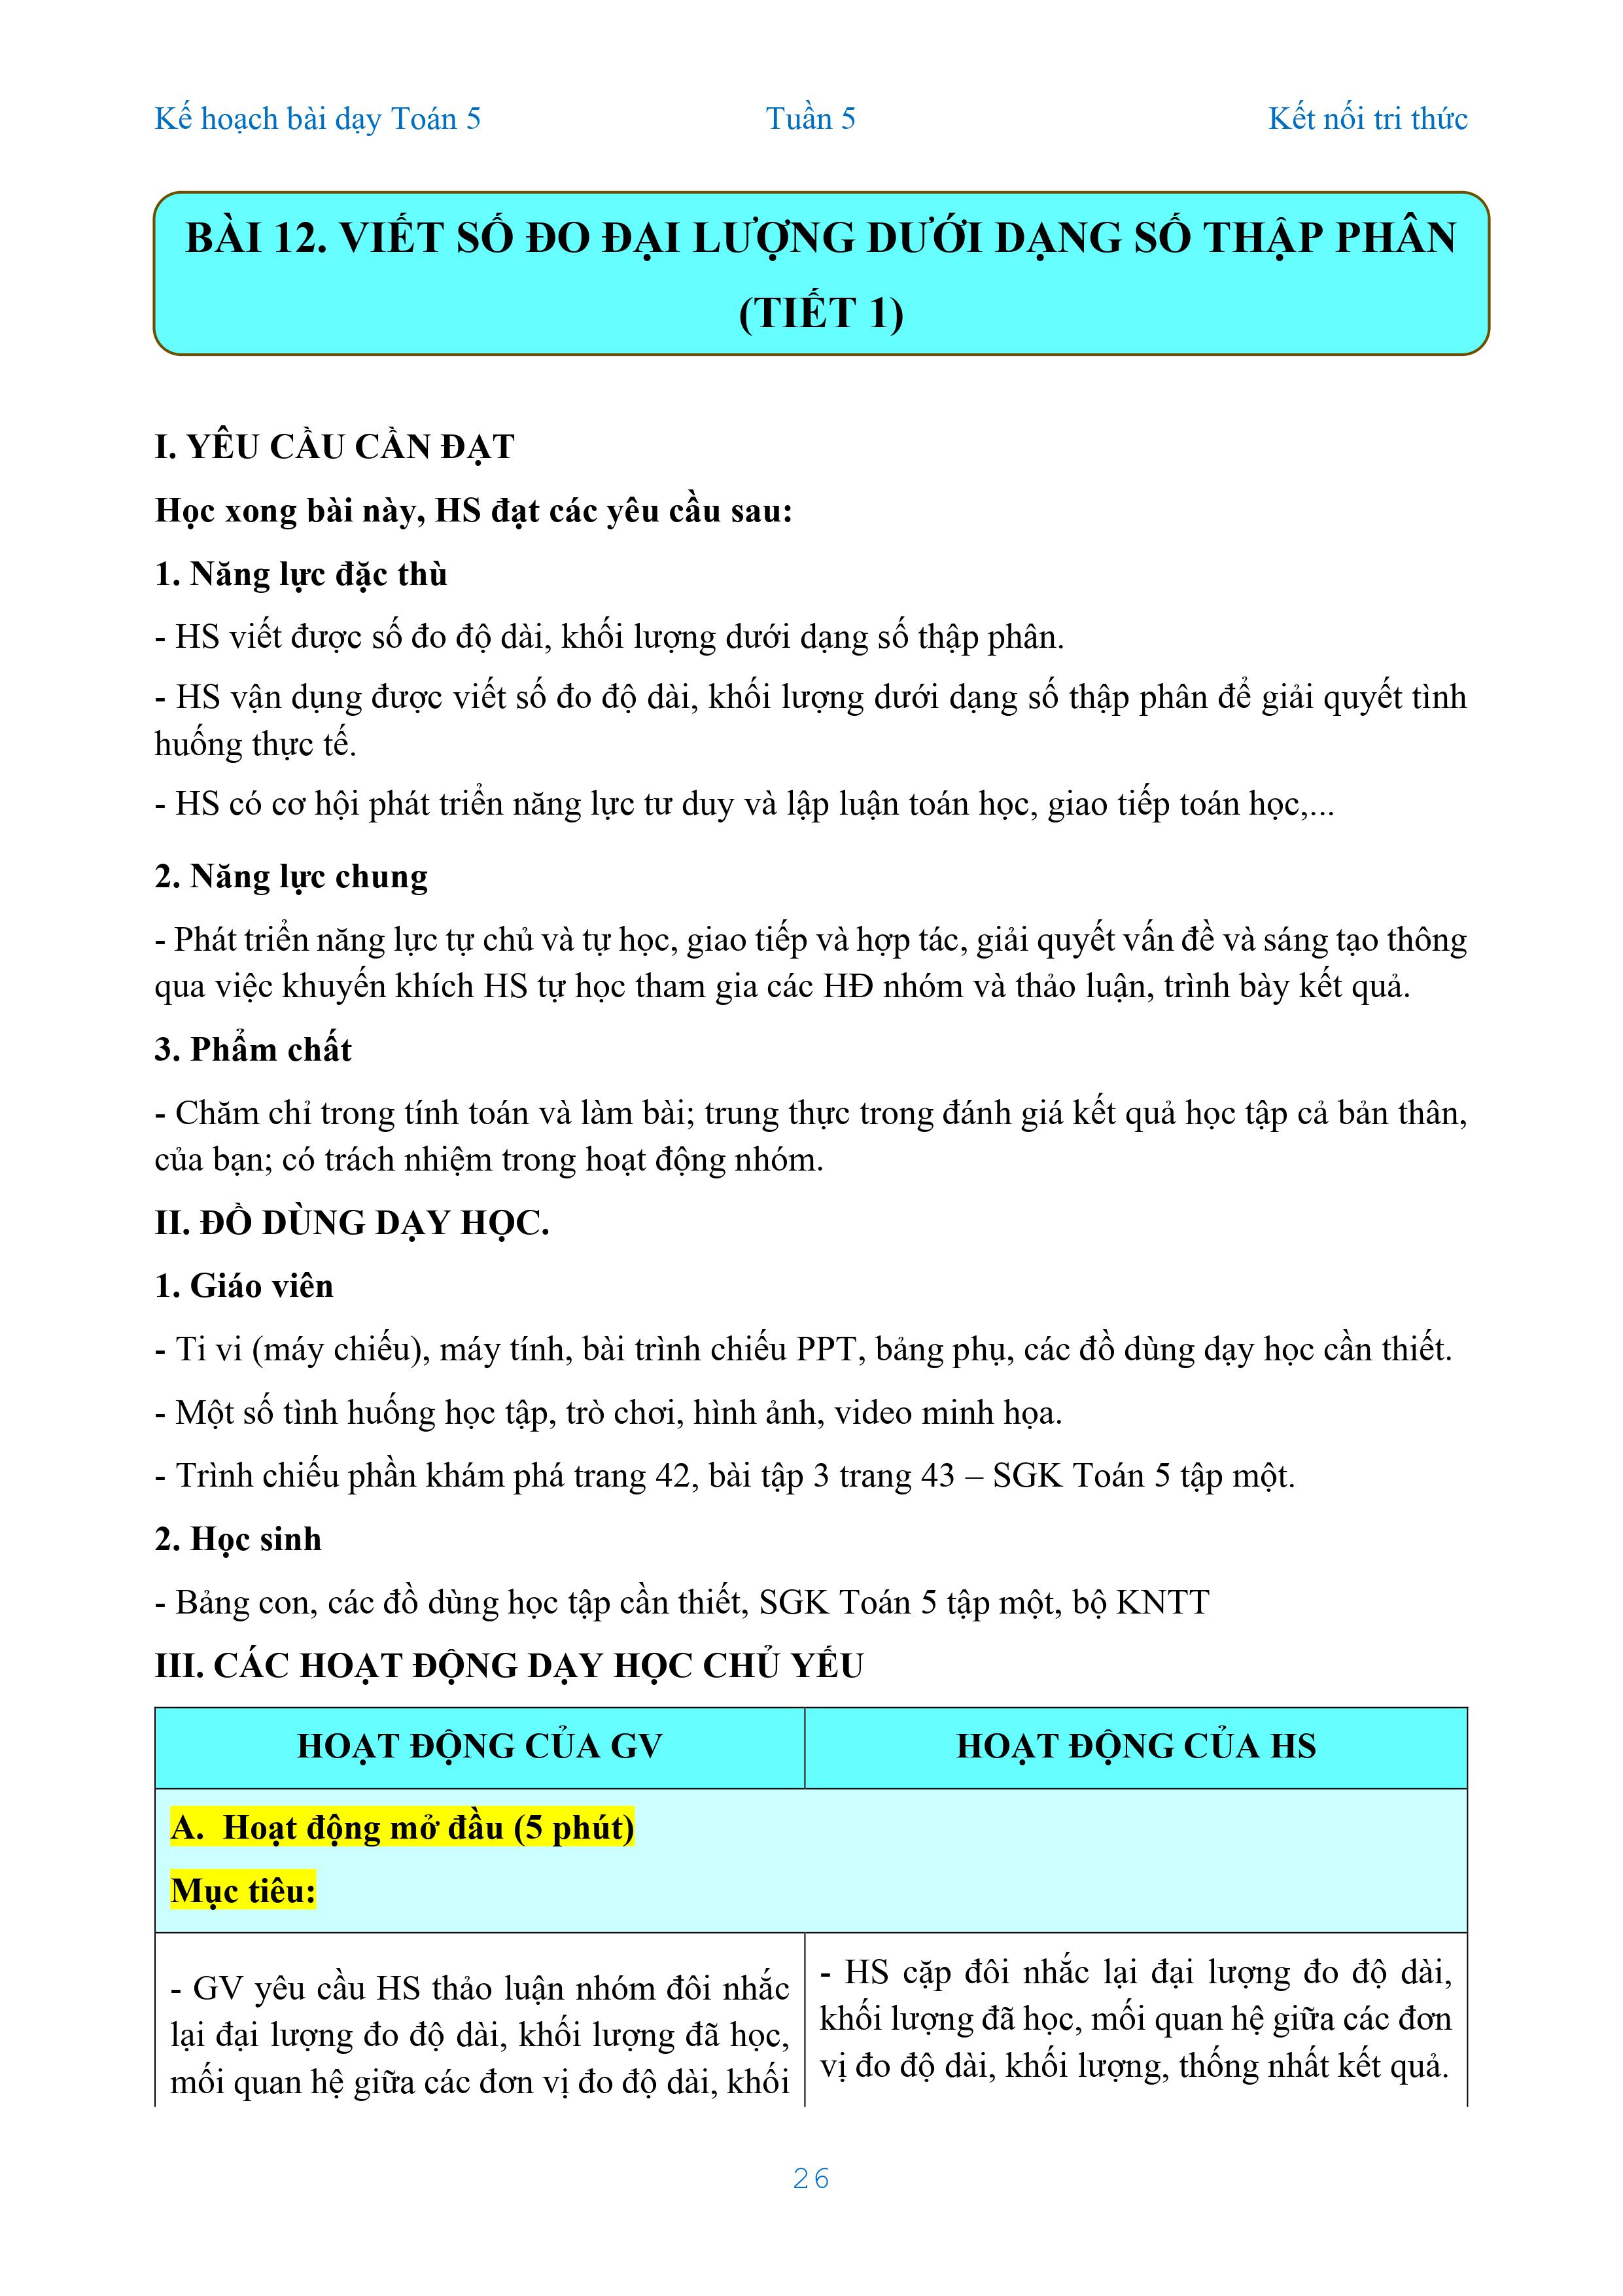 Kế hoạch bài dạy Toán 5 Tuần 5 Kết nối tri thức
BÀI 12. VIẾT SỐ ĐO ĐẠI LƯỢNG DƯỚI DẠNG SỐ THẬP PHÂN
(TIẾT 1)
I. YÊU CẦU CẦN ĐẠT
Học xong bài này, HS đạt các yêu cầu sau:
1. Năng lực đặc thù
- HS viết được số đo độ dài, khối lượng dưới dạng số thập phân.
- HS vận dụng được viết số đo độ dài, khối lượng dưới dạng số thập phân để giải quyết tình
huống thực tế.
- HS có cơ hội phát triển năng lực tư duy và lập luận toán học, giao tiếp toán học,...
2. Năng lực chung
- Phát triển năng lực tự chủ và tự học, giao tiếp và hợp tác, giải quyết vấn đề và sáng tạo thông
qua việc khuyến khích HS tự học tham gia các HĐ nhóm và thảo luận, trình bày kết quả.
3. Phẩm chất
- Chăm chỉ trong tính toán và làm bài; trung thực trong đánh giá kết quả học tập cả bản thân,
của bạn; có trách nhiệm trong hoạt động nhóm.
II. ĐỒ DÙNG DẠY HỌC.
1. Giáo viên
- Ti vi (máy chiếu), máy tính, bài trình chiếu PPT, bảng phụ, các đồ dùng dạy học cần thiết.
- Một số tình huống học tập, trò chơi, hình ảnh, video minh họa.
- Trình chiếu phần khám phá trang 42, bài tập 3 trang 43 – SGK Toán 5 tập một.
2. Học sinh
- Bảng con, các đồ dùng học tập cần thiết, SGK Toán 5 tập một, bộ KNTT
III. CÁC HOẠT ĐỘNG DẠY HỌC CHỦ YẾU
HOẠT ĐỘNG CỦA GV
HOẠT ĐỘNG CỦA HS
A. Hoạt động mở đầu (5 phút)
Mục tiêu:
- GV yêu cầu HS thảo luận nhóm đôi nhắc
lại đại lượng đo độ dài, khối lượng đã học,
mối quan hệ giữa các đơn vị đo độ dài, khối
- HS cặp đôi nhắc lại đại lượng đo độ dài,
khối lượng đã học, mối quan hệ giữa các đơn
vị đo độ dài, khối lượng, thống nhất kết quả.
26